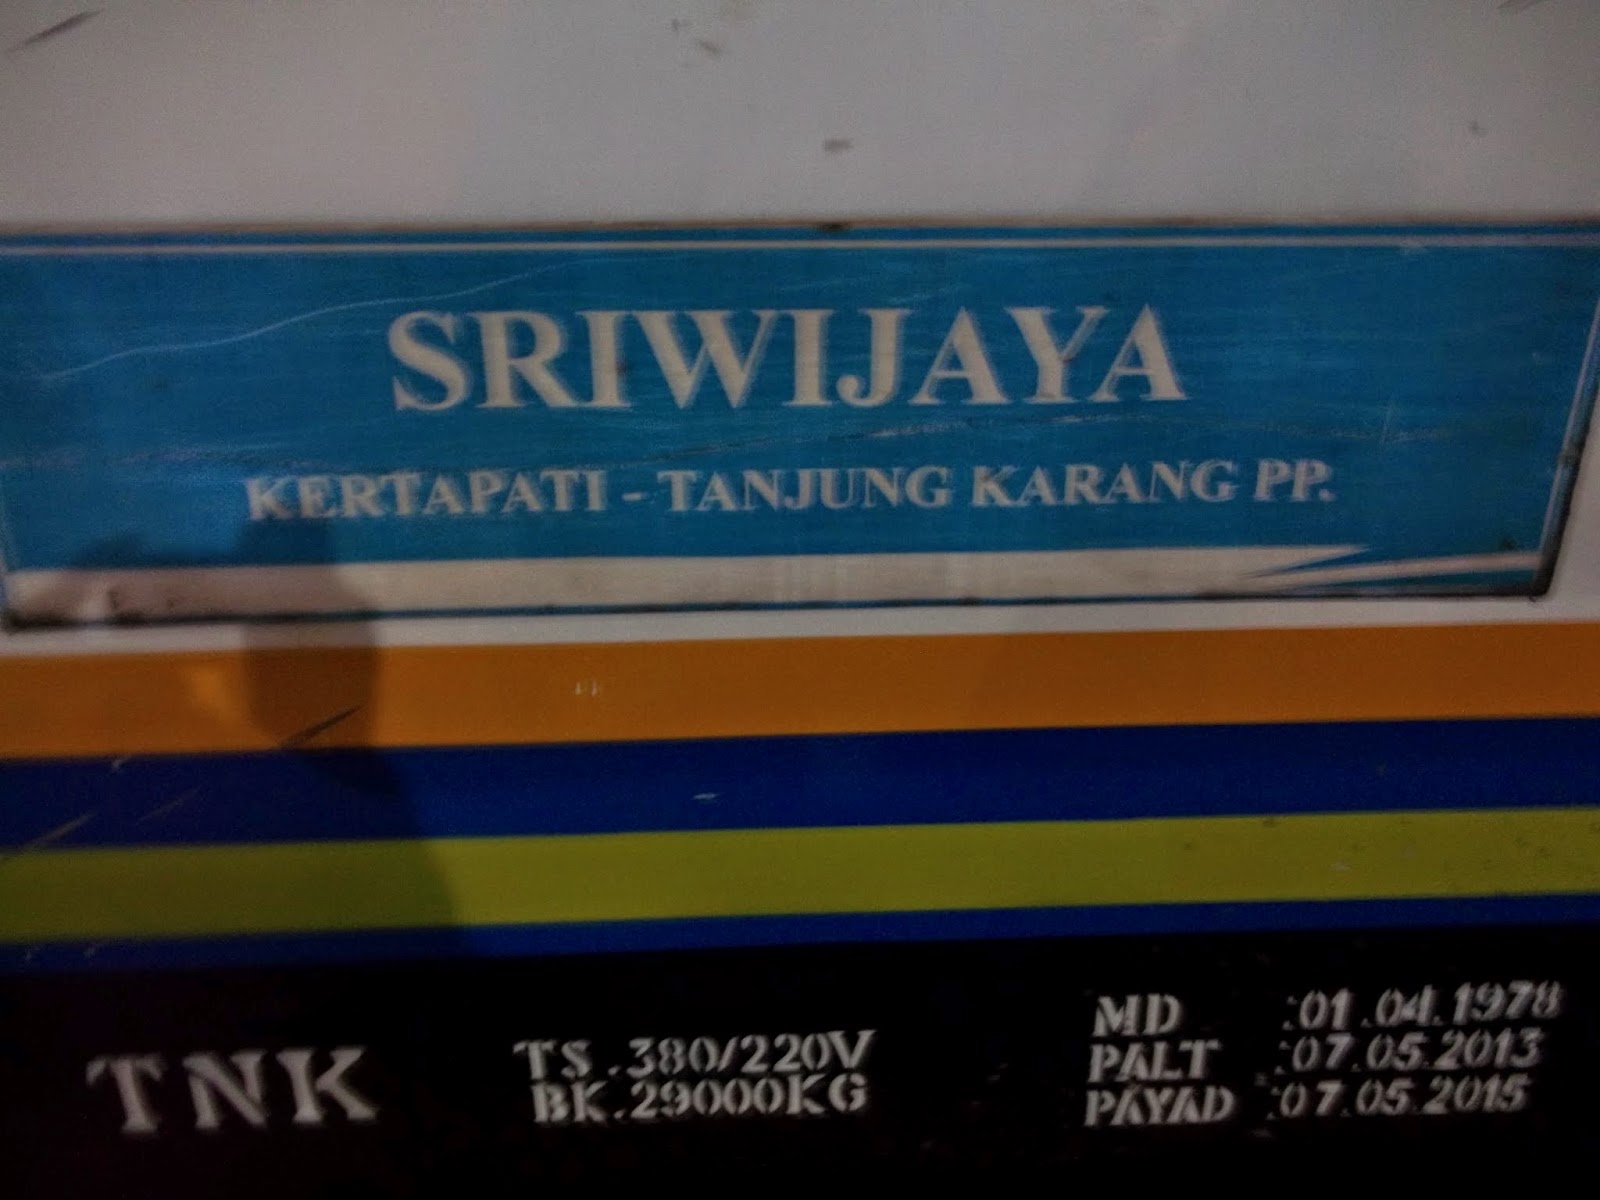 SRIWIJAYA
KERTAPATI - TANJUNG KARANG PP.
TNK
TS.380/220V
BK.29000KG
MD :01.04.1978
PALT :07.05.2013
PAYAD :07.05.2015